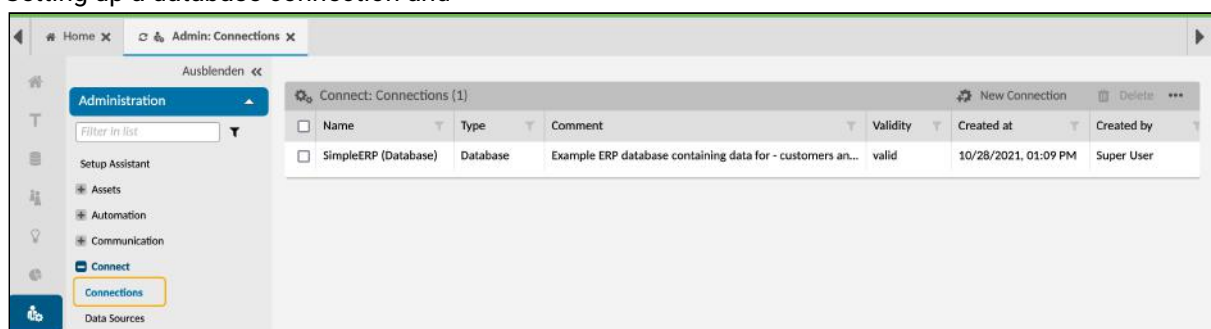 Setting up a database connection and
Home Admin: Connections
Ausblenden
Administration
Connect: Connections (1) New Connection Delete
Filter in list
Name Type Comment Validity Created at Created by
Setup Assistant
SimpleERP (Database) Database Example ERP database containing data for - customers an... valid 10/28/2021, 01:09 PM Super User
Assets
Automation
Communication
Connect
Connections
Data Sources